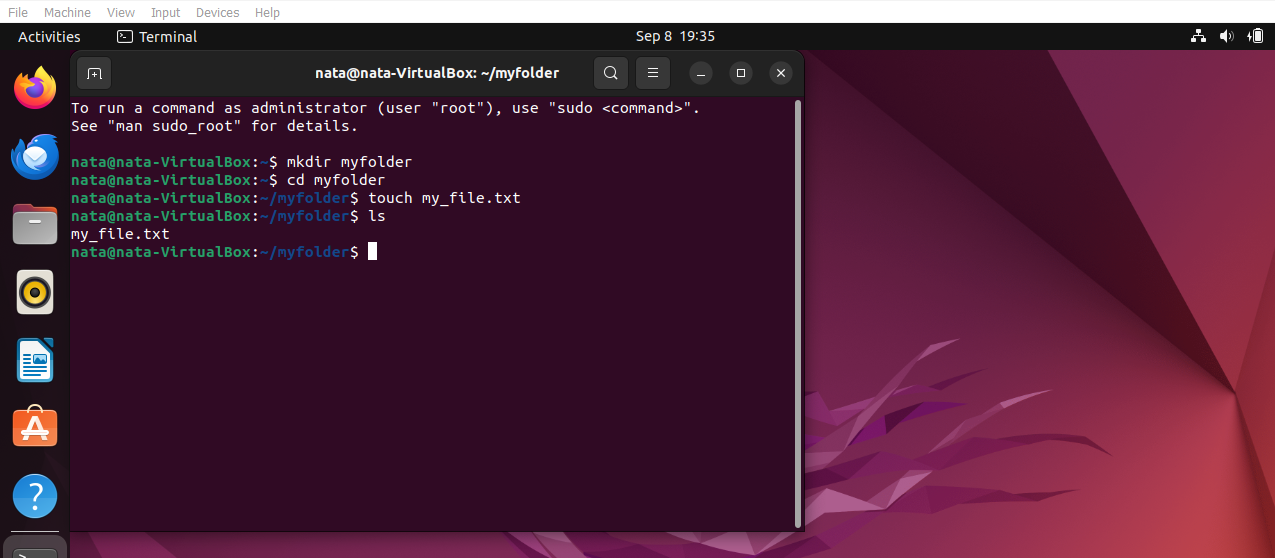 File Machine View Input Devices Help
Activities Terminal Sep 8 19:35
nata@nata-VirtualBox: ~/myfolder
To run a command as administrator (user "root"), use "sudo <command>".
See "man sudo_root" for details.
nata@nata-VirtualBox:~$ mkdir myfolder
nata@nata-VirtualBox:~$ cd myfolder
nata@nata-VirtualBox:~/myfolder$ touch my_file.txt
nata@nata-VirtualBox:~/myfolder$ ls
my_file.txt
nata@nata-VirtualBox:~/myfolder$